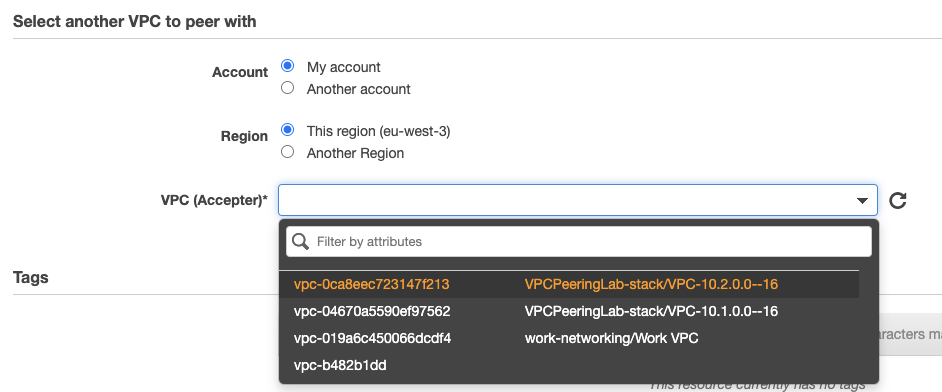 Select another VPC to peer with
Account
My account
Another account
Region
This region (eu-west-3)
Another Region
VPC (Accepter)*
Filter by attributes
Tags
vpc-0ca8eec723147f213 VPCPeeringLab-stack/VPC-10.2.0.0--16
vpc-04670a5590ef97562 VPCPeeringLab-stack/VPC-10.1.0.0--16
vpc-019a6c450066dcdf4 work-networking/Work VPC
vpc-b482b1dd
This resource currently has no tags